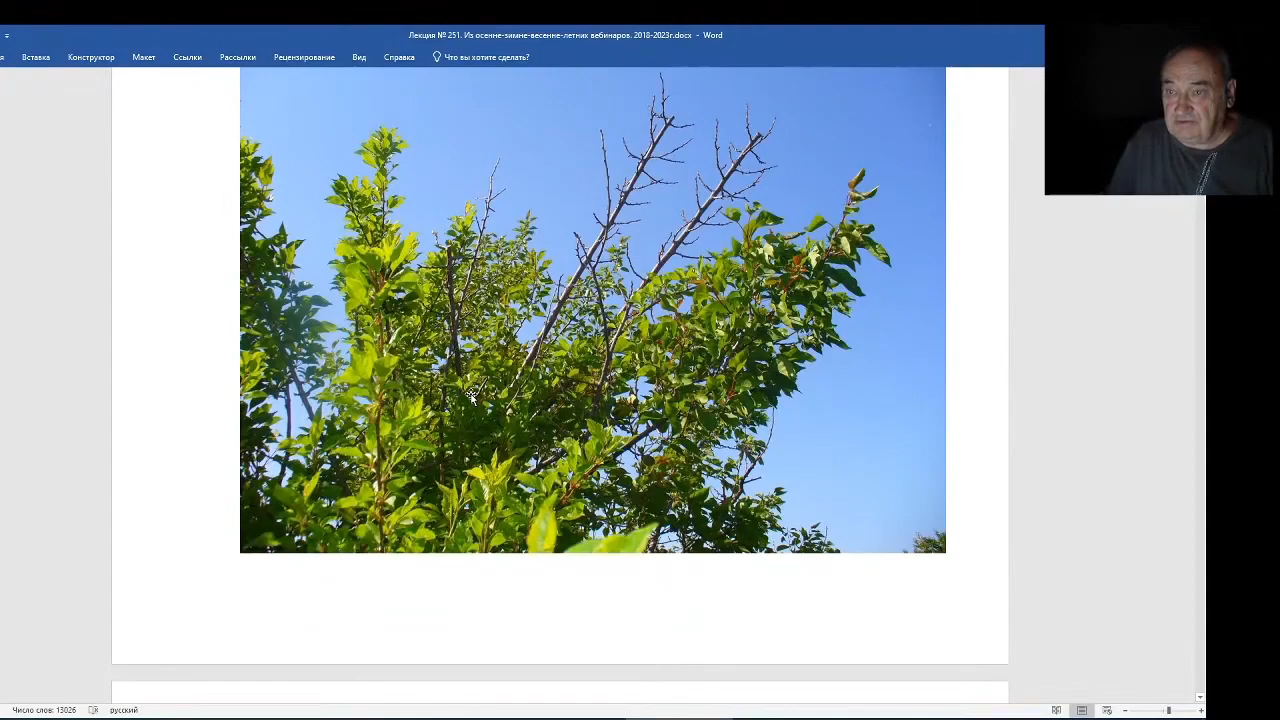 Лекция № 251. Из осенне-зимне-весенне-летних вебинаров. 2018-2023г.docx - Word
я Вставка Конструктор Макет Ссылки Рассылки Рецензирование Вид Справка Что вы хотите сделать?
Число слов: 13026 русский